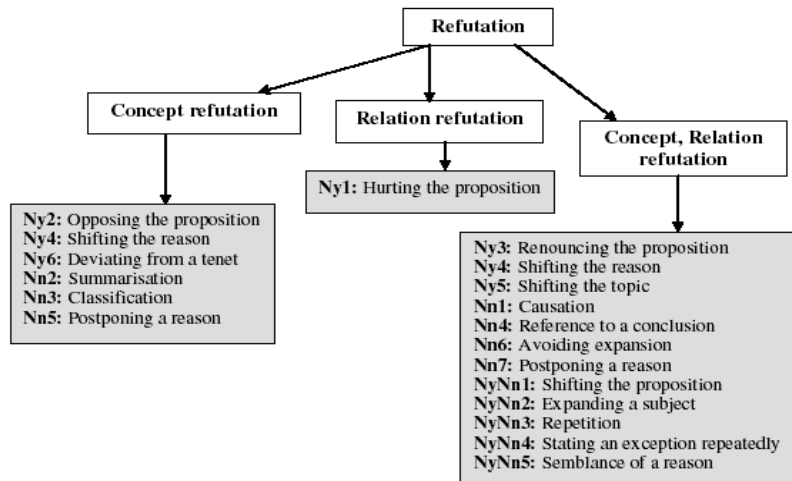 Refutation
Concept refutation
Relation refutation
Concept, Relation
refutation
Ny1: Hurting the proposition
Ny2: Opposing the proposition
Ny4: Shifting the reason
Ny6: Deviating from a tenet
Nn2: Summarisation
Nn3: Classification
Nn5: Postponing a reason
Ny3: Renouncing the proposition
Ny4: Shifting the reason
Ny5: Shifting the topic
Nn1: Causation
Nn4: Reference to a conclusion
Nn6: Avoiding expansion
Nn7: Postponing a reason
NyNn1: Shifting the proposition
NyNn2: Expanding a subject
NyNn3: Repetition
NyNn4: Stating an exception repeatedly
NyNn5: Semblance of a reason